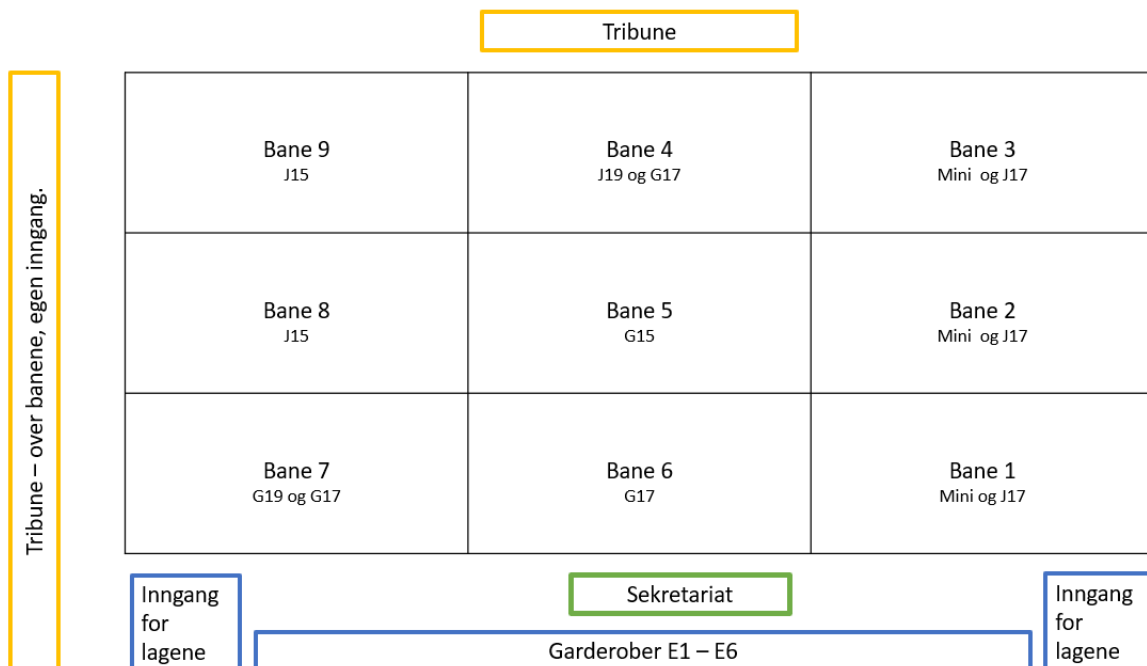 Tribune
Tribune – over banene, egen inngang.
Bane 9
J15
Bane 4
J19 og G17
Bane 3
Mini og J17
Bane 8
J15
Bane 5
G15
Bane 2
Mini og J17
Bane 7
G19 og G17
Bane 6
G17
Bane 1
Mini og J17
Inngang
for
lagene
Sekretariat
Garderober E1 – E6
Inngang
for
lagene